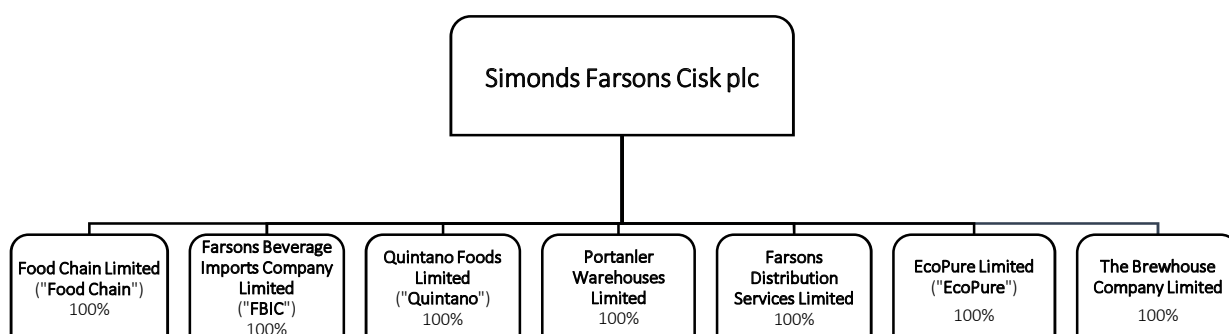 Simonds Farsons Cisk plc
Food Chain Limited
("Food Chain")
100%
Farsons Beverage
Imports Company
Limited
("FBIC")
100%
Quintano Foods
Limited
("Quintano")
100%
Portanler
Warehouses
Limited
100%
Farsons
Distribution
Services Limited
100%
EcoPure Limited
("EcoPure")
100%
The Brewhouse
Company Limited
100%